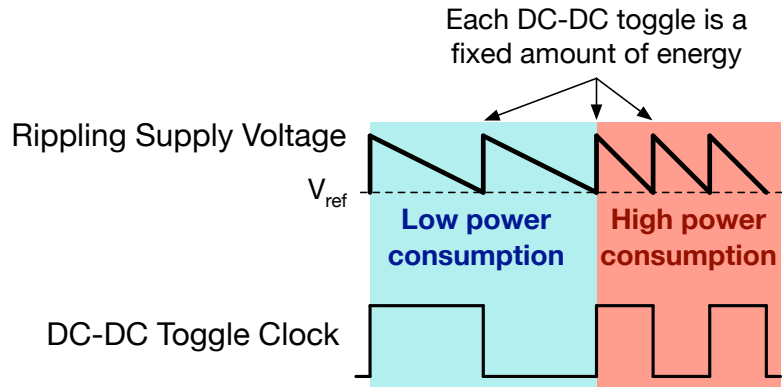 Each DC-DC toggle is a
fixed amount of energy
Rippling Supply Voltage
Vref
Low power
consumption
High power
consumption
DC-DC Toggle Clock